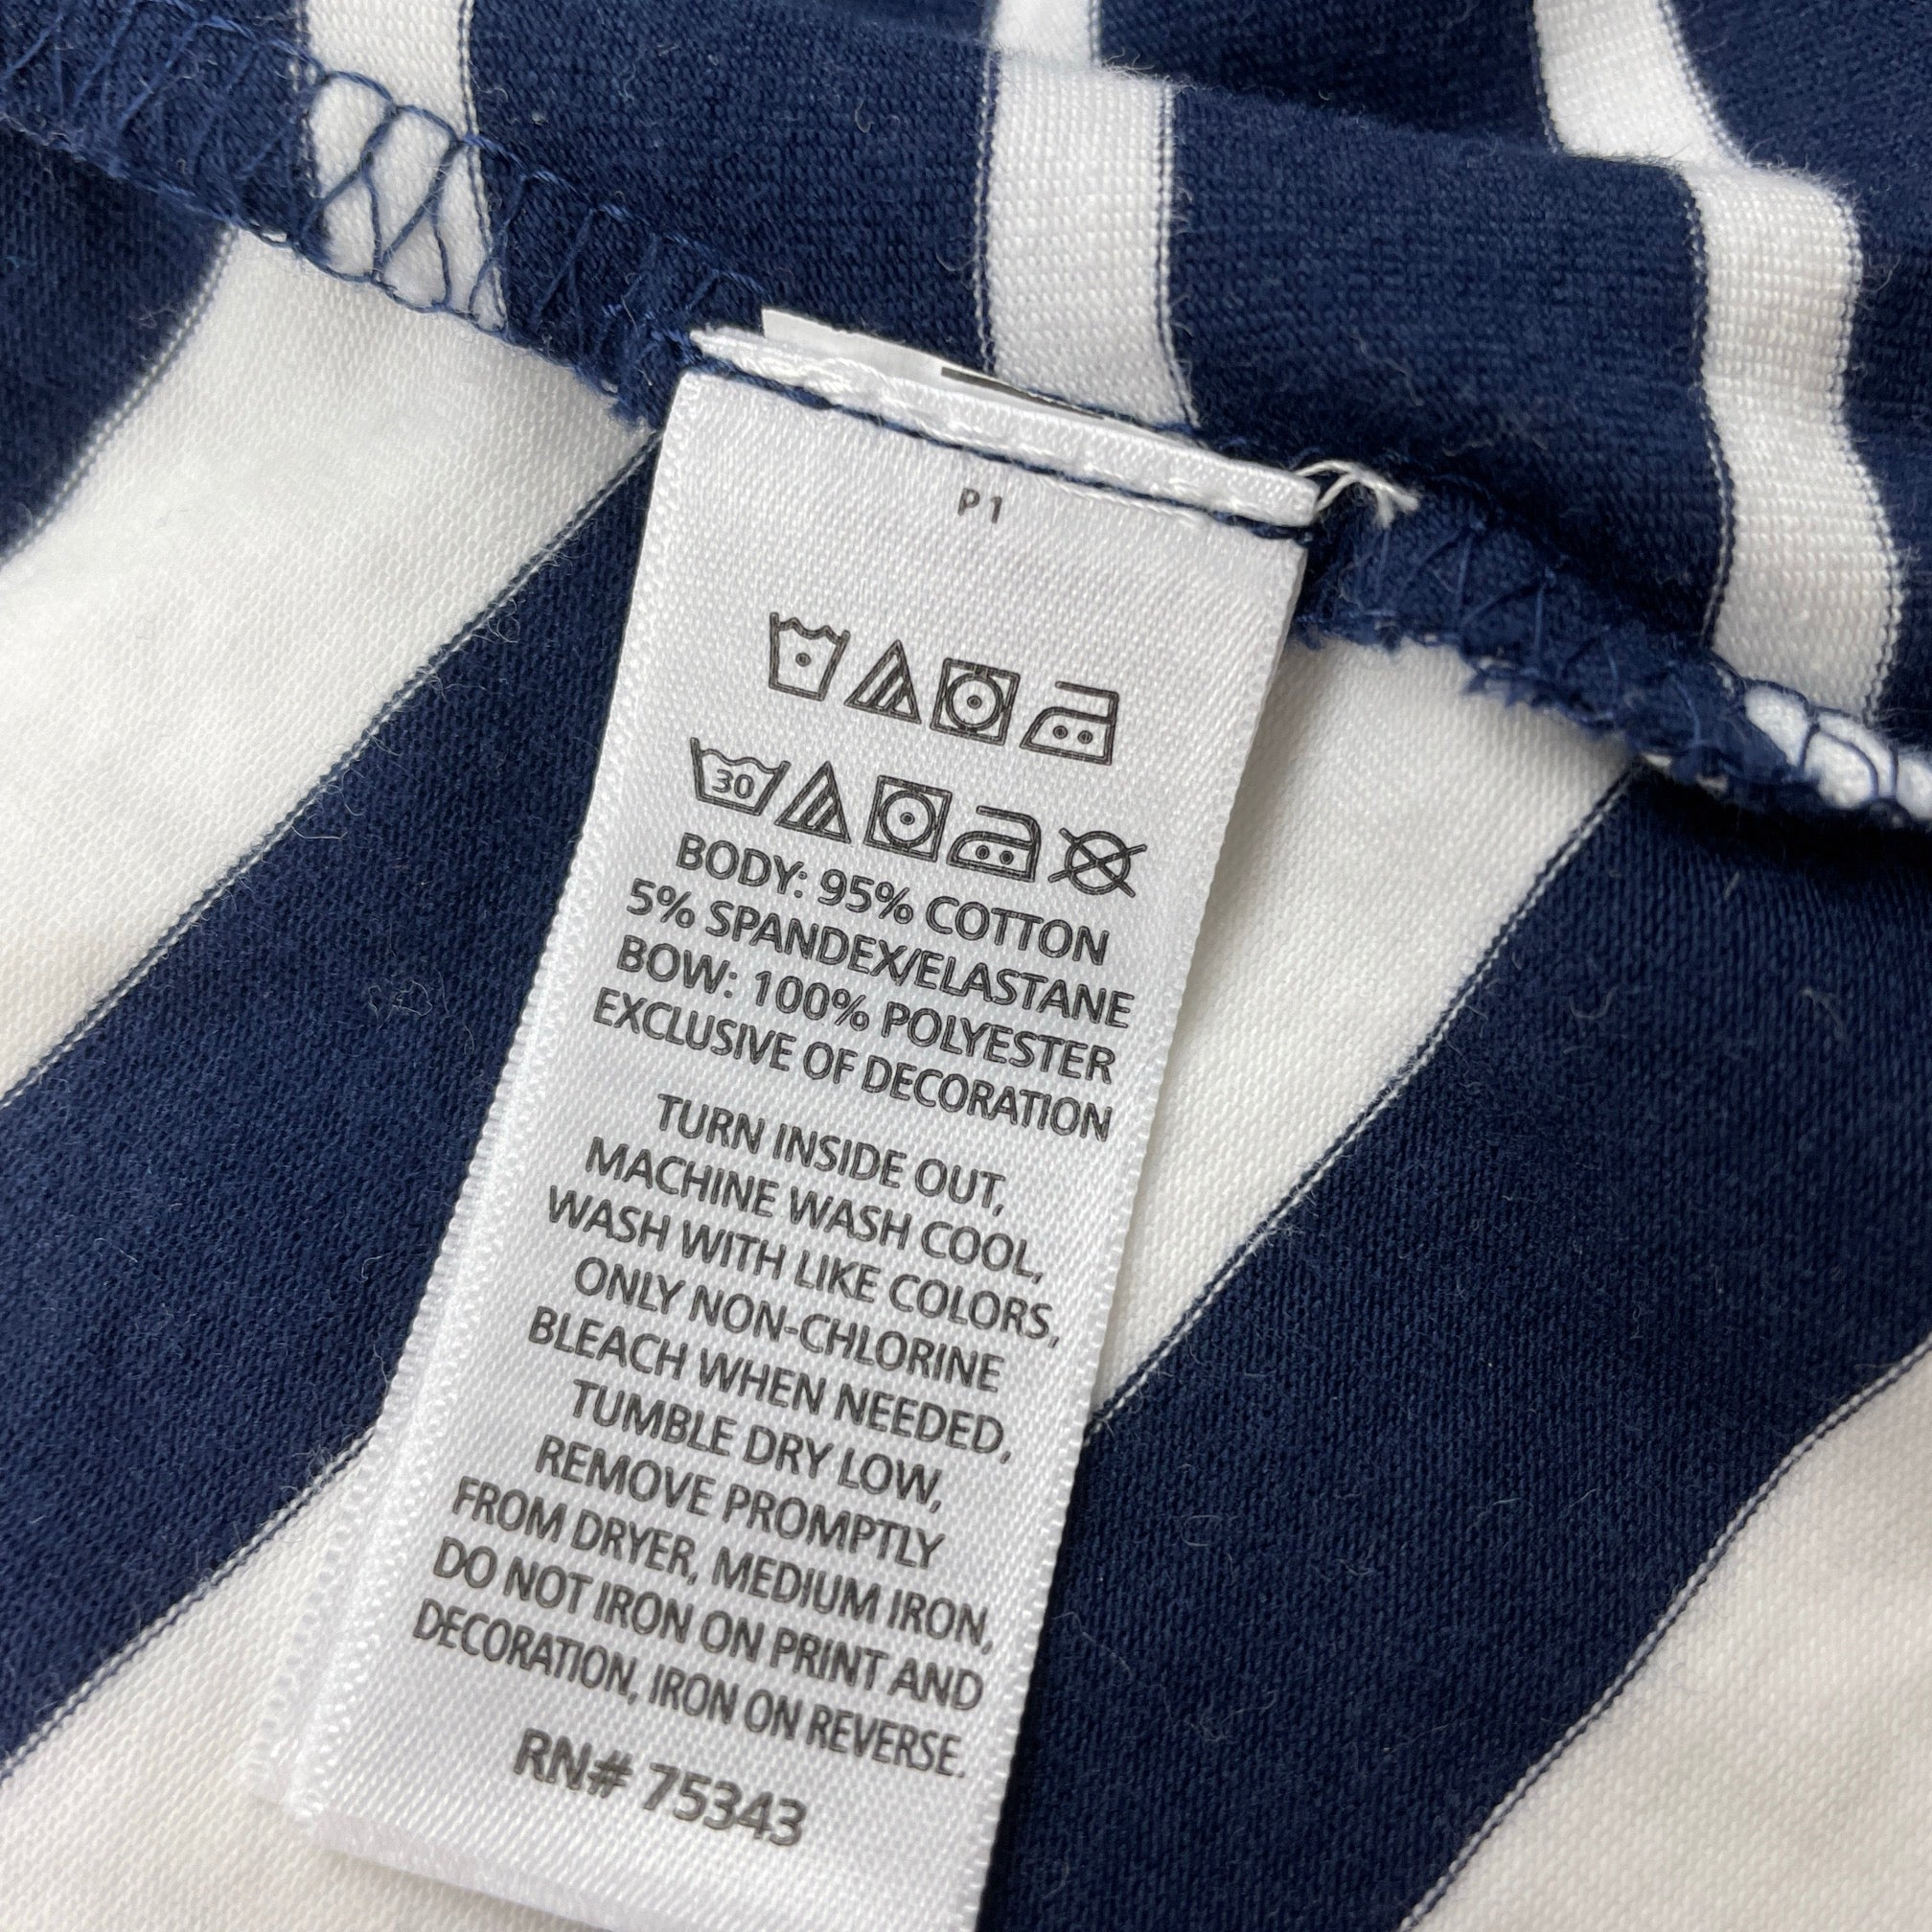 P 1
30
BODY: 95% COTTON
5% SPANDEX/ELASTANE
BOW: 100% POLYESTER
EXCLUSIVE OF DECORATION
TURN INSIDE OUT,
MACHINE WASH COOL,
WASH WITH LIKE COLORS,
ONLY NON-CHLORINE
BLEACH WHEN NEEDED,
TUMBLE DRY LOW,
REMOVE PROMPTLY
FROM DRYER, MEDIUM IRON,
DO NOT IRON ON PRINT AND
DECORATION, IRON ON REVERSE.
RN# 75343